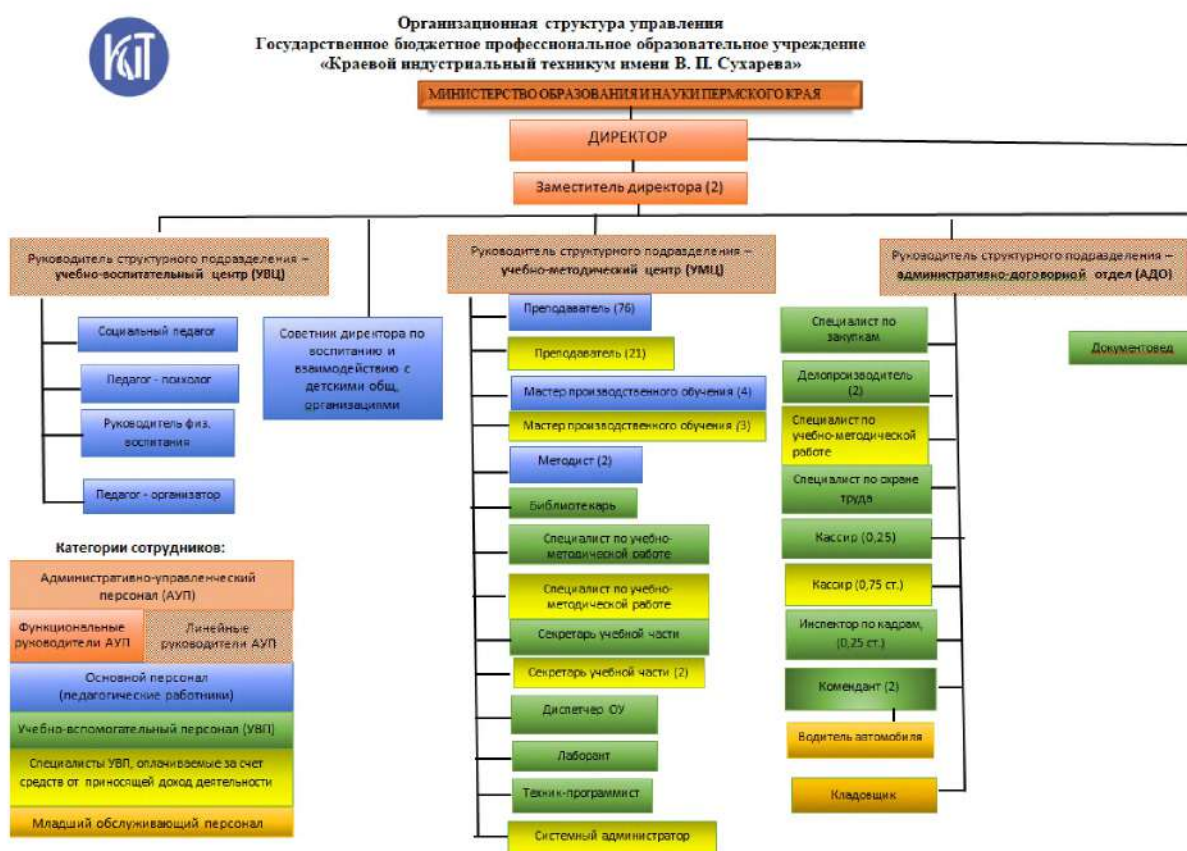 КИТ
Организационная структура управления
Государственное бюджетное профессиональное образовательное учреждение
«Краевой индустриальный техникум имени В. П. Сухарева»
МИНИСТЕРСТВО ОБРАЗОВАНИЯ И НАУКИ ПЕРМСКОГО КРАЯ
ДИРЕКТОР
Заместитель директора (2)
Руководитель структурного подразделения –
учебно-воспитательный центр (УВЦ)
Социальный педагог
Педагог - психолог
Руководитель физ.
воспитания
Педагог - организатор
Советник директора по
воспитанию и
взаимодействию с
детскими общ,
организациями
Руководитель структурного подразделения –
учебно-методический центр (УМЦ)
Преподаватель (76)
Преподаватель (21)
Мастер производственного обучения (4)
Мастер производственного обучения (3)
Методист (2)
Библиотекарь
Специалист по учебно-
методической работе
Специалист по учебно-
методической работе
Секретарь учебной части
Секретарь учебной части (2)
Диспетчер ОУ
Лаборант
Техник-программист
Системный администратор
Руководитель структурного подразделения –
административно-договорной отдел (АДО)
Специалист по
закупкам
Делопроизводитель
(2)
Специалист по
учебно-методической
работе
Специалист по охране
труда
Кассир (0,25)
Кассир (0,75 ст.)
Инспектор по кадрам,
(0,25 ст.)
Комендант (2)
Водитель автомобиля
Кладовщик
Документовед
Категории сотрудников:
Административно-управленческий
персонал (АУП)
Функциональные
руководители АУП
Линейные
руководители АУП
Основной персонал
(педагогические работники)
Учебно-вспомогательный персонал (УВП)
Специалисты УВП, оплачиваемые за счет
средств от приносящей доход деятельности
Младший обслуживающий персонал